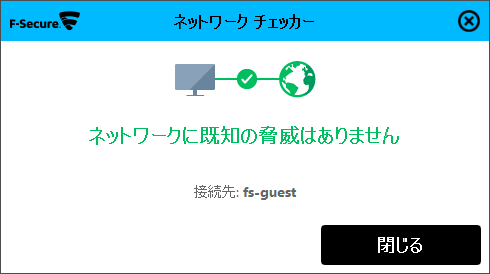 F-Secure.
ネットワーク チェッカー
ネットワークに既知の脅威はありません
接続先: fs-guest
閉じる